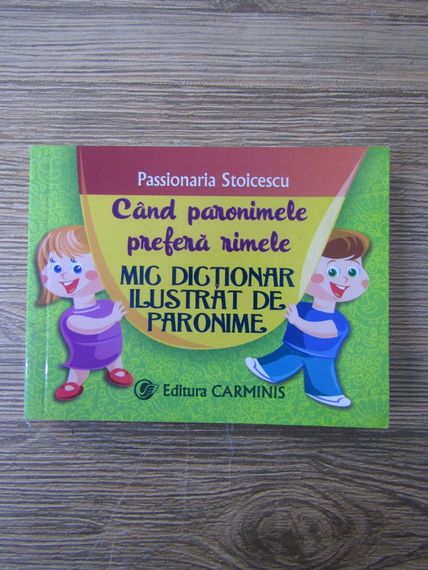 Passionaria Stoicescu
Când paronimele
preferă rimele
MIC DICȚIONAR
ILUSTRAT DE
PARONIME
Editura CARMINIS